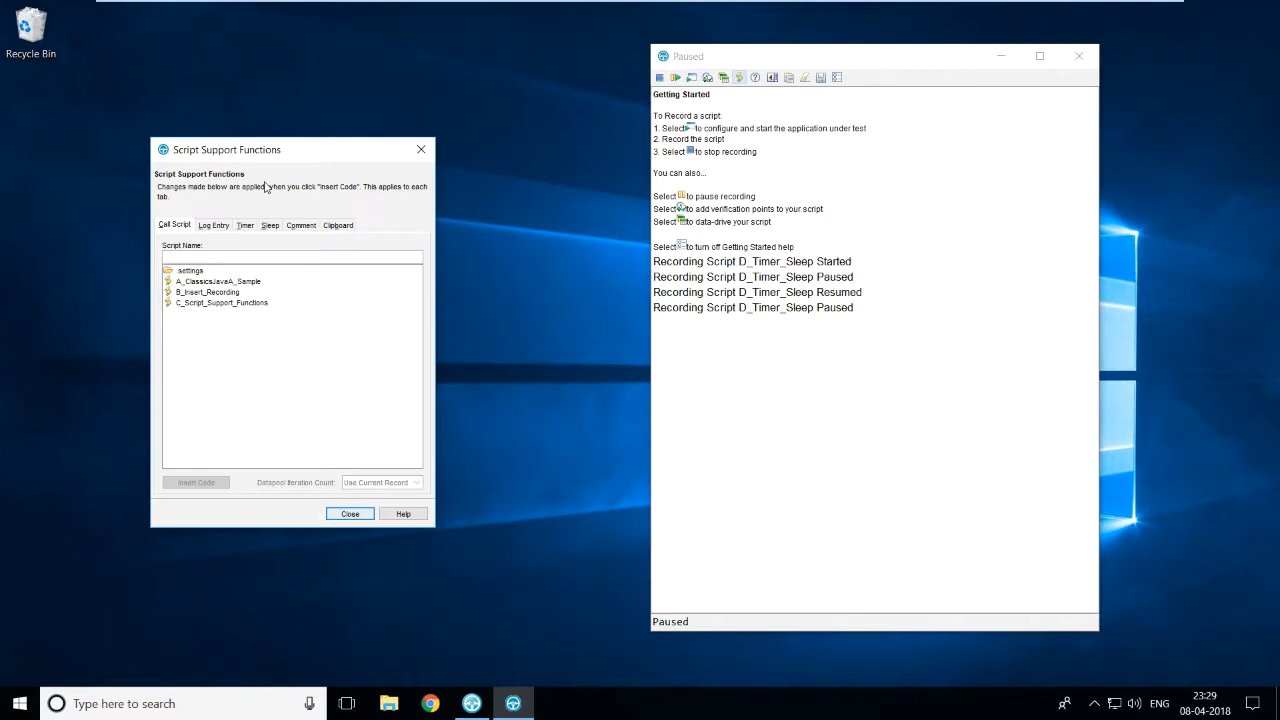 Recycle Bin
Script Support Functions
Script Support Functions
Changes made below are applied when you click "Insert Code". This applies to each
tab.
Call Script Log Entry Timer Sleep Comment Clipboard
Script Name:
settings
A_ClassicsJavaA_Sample
B_Insert_Recording
C_Script_Support_Functions
Insert Code Datapool Iteration Count: Use Current Record
Close Help
Paused
Getting Started
To Record a script:
1. Select to configure and start the application under test
2. Record the script
3. Select to stop recording
You can also...
Select to pause recording
Select to add verification points to your script
Select to data-drive your script
Select to turn off Getting Started help
Recording Script D_Timer_Sleep Started
Recording Script D_Timer_Sleep Paused
Recording Script D_Timer_Sleep Resumed
Recording Script D_Timer_Sleep Paused
Paused
Type here to search
ENG
23:29
08-04-2018